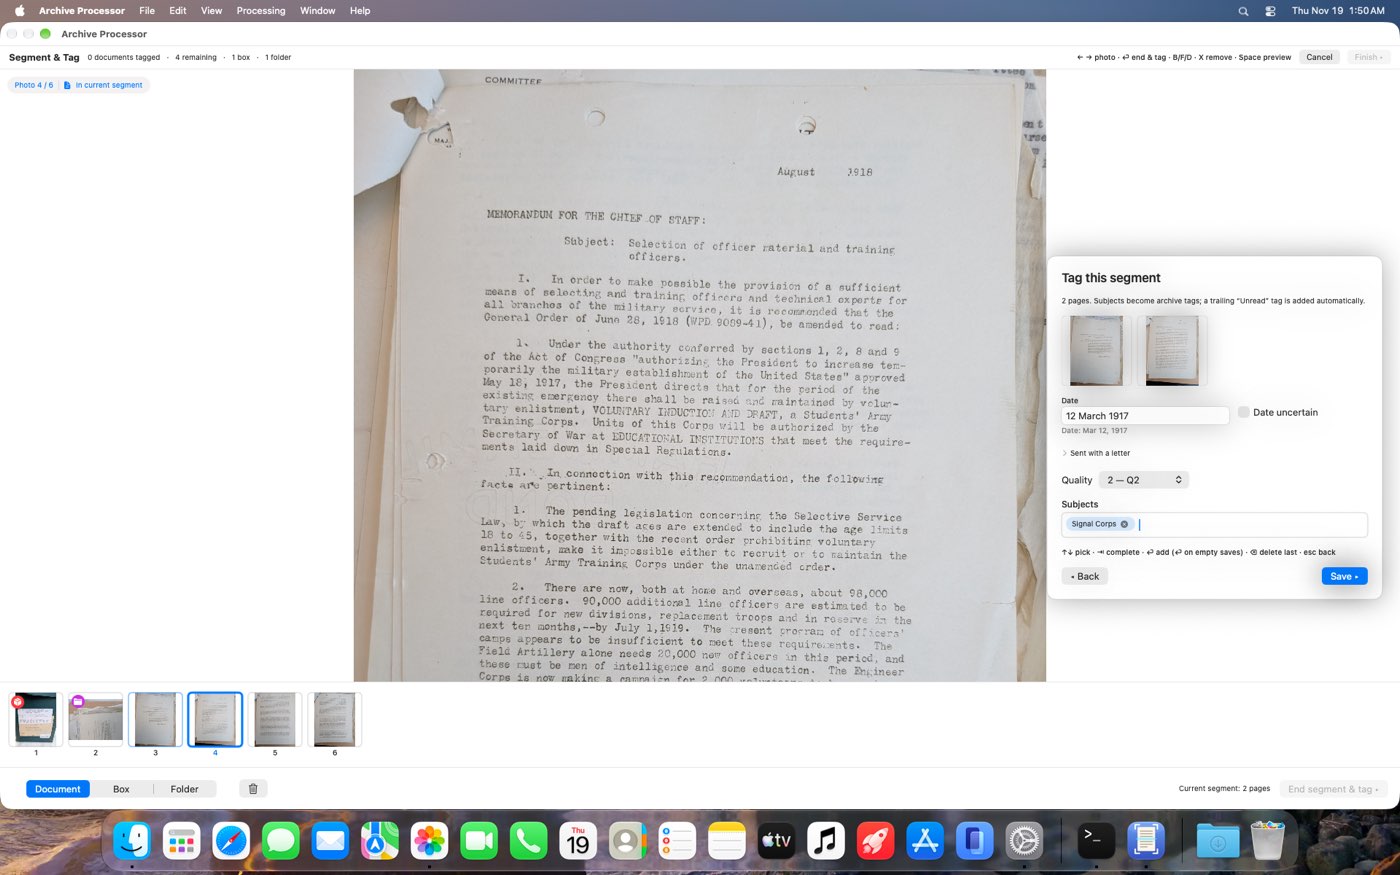 Archive Processor File Edit View Processing Window Help
Thu Nov 19 1:50 AM
Archive Processor
Segment & Tag 0 documents tagged · 4 remaining · 1 box · 1 folder
← → photo · ⏎ end & tag · B/F/D · X remove · Space preview Cancel Finish
Photo 4 / 6 In current segment
COMMITTEE
MAJ.
August 1918
MEMORANDUM FOR THE CHIEF OF STAFF:
Subject: Selection of officer material and training
officers.
I. In order to make possible the provision of a sufficient
means of selecting and training officers and technical experts for
all branches of the military service, it is recommended that the
General Order of June 28, 1918 (WPD 9089-41), be amended to read:
1. Under the authority conferred by sections 1, 2, 8 and 9
of the Act of Congress "authorizing the President to increase tem-
porarily the military establishment of the United States" approved
May 18, 1917, the President directs that for the period of the
existing emergency there shall be raised and maintained by volun-
tary enlistment, VOLUNTARY INDUCTION AND DRAFT, a Students' Army
Training Corps. Units of this Corps will be authorized by the
Secretary of War at EDUCATIONAL INSTITUTIONS that meet the require-
ments laid down in Special Regulations.
II. In connection with this recommendation, the following
facts are pertinent:
1. The pending legislation concerning the Selective Service
Law, by which the draft ages are extended to include the age limits
18 to 45, together with the recent order prohibiting voluntary
enlistment, make it impossible either to recruit or to maintain the
Students' Army Training Corps under the unamended order.
2. There are now, both at home and overseas, about 98,000
line officers. 90,000 additional line officers are estimated to be
required for new divisions, replacement troops and in reserve in the
next ten months,--by July 1,1919. The present program of officers'
camps appears to be insufficient to meet these requirements. The
Field Artillery alone needs 20,000 new officers in this period, and
these must be men of intelligence and some education. The Engineer
Corps is now making a campaign for 2,000
Tag this segment
2 pages. Subjects become archive tags; a trailing “Unread” tag is added automatically.
Date
12 March 1917
Date uncertain
Date: Mar 12, 1917
Sent with a letter
Quality 2 — Q2
Subjects
Signal Corps
↑↓ pick · ⇥ complete · ⏎ add (⏎ on empty saves) · ⌫ delete last · esc back
Back Save
1 2 3 4 5 6
Document Box Folder
Current segment: 2 pages End segment & tag
Thu
19
tv
>_